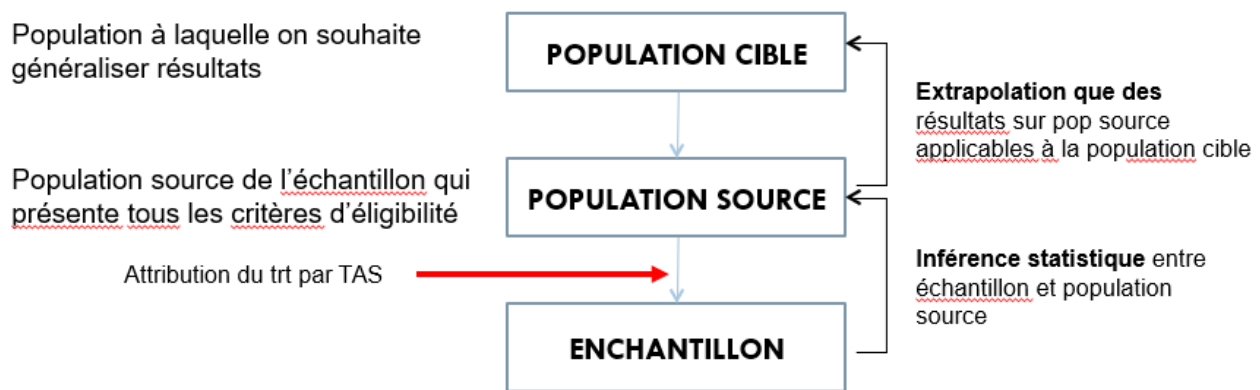 Population à laquelle on souhaite
généraliser résultats
POPULATION CIBLE
Extrapolation que des
résultats sur pop source
applicables à la population cible
Population source de l'échantillon qui
présente tous les critères d'éligibilité
POPULATION SOURCE
Attribution du trt par TAS
Inférence statistique entre
échantillon et population
source
ENCHANTILLON